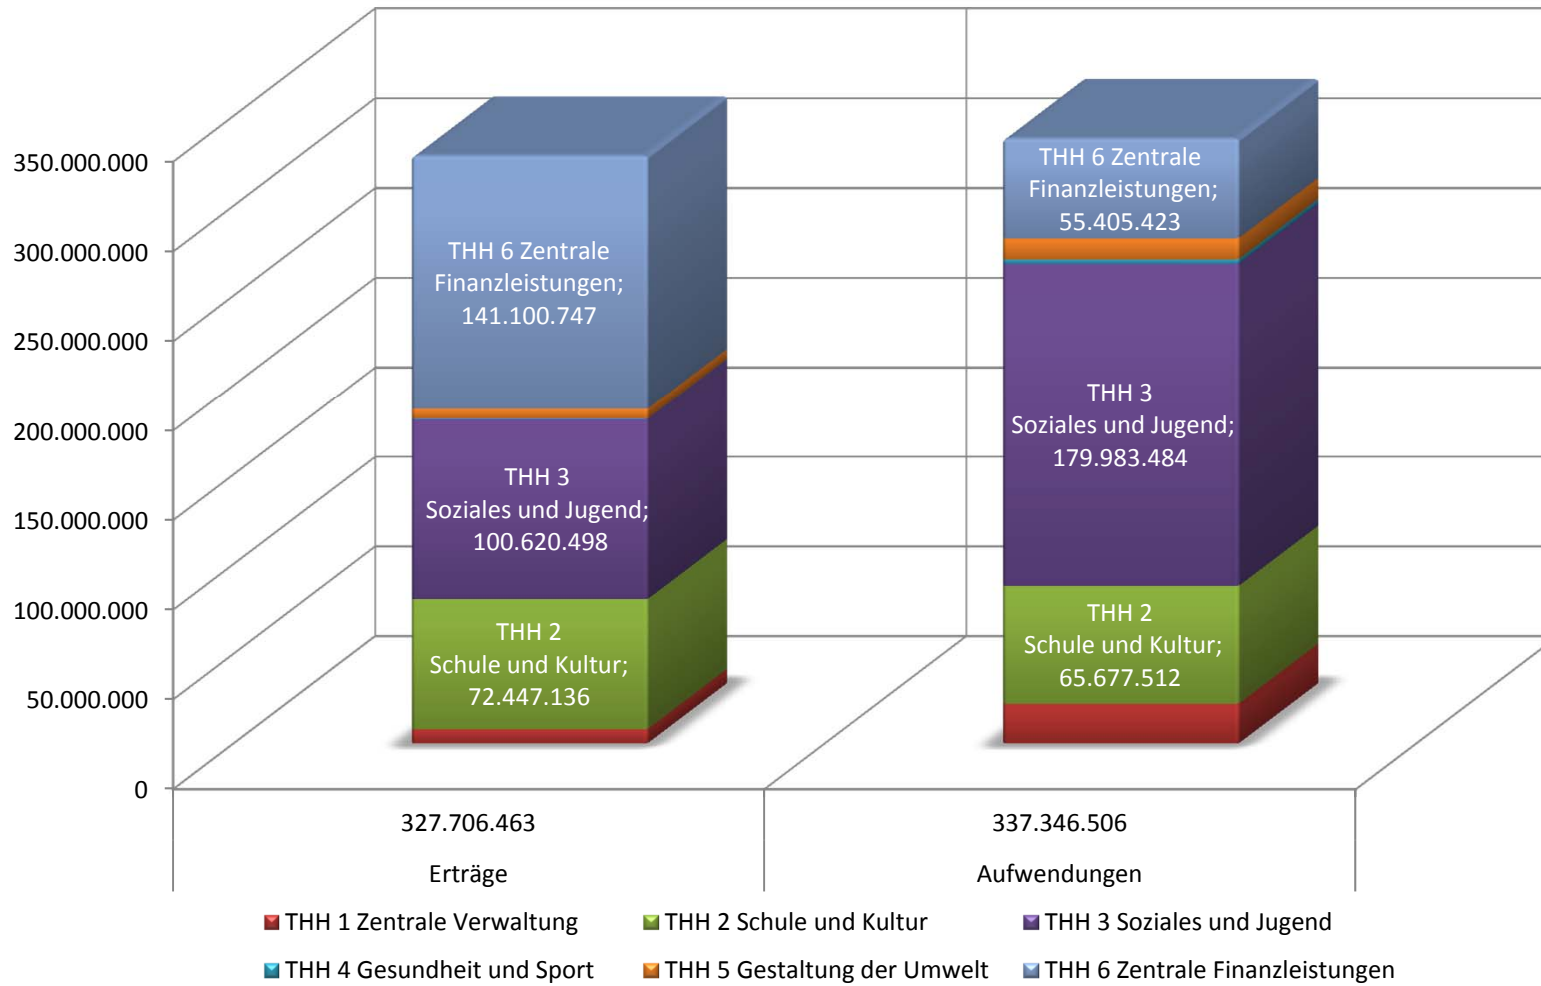 350.000.000
300.000.000
250.000.000
200.000.000
150.000.000
100.000.000
50.000.000
0
THH 6 Zentrale
Finanzleistungen;
141.100.747
THH 3
Soziales und Jugend;
100.620.498
THH 2
Schule und Kultur;
72.447.136
THH 6 Zentrale
Finanzleistungen;
55.405.423
THH 3
Soziales und Jugend;
179.983.484
THH 2
Schule und Kultur;
65.677.512
327.706.463
337.346.506
Erträge
Aufwendungen
THH 1 Zentrale Verwaltung
THH 2 Schule und Kultur
THH 3 Soziales und Jugend
THH 4 Gesundheit und Sport
THH 5 Gestaltung der Umwelt
THH 6 Zentrale Finanzleistungen